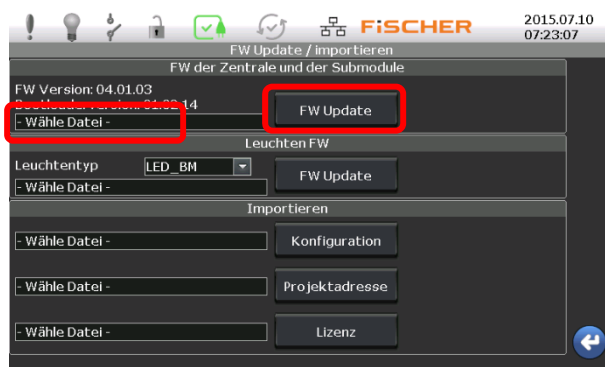 FiSCHER
2015.07.10
07:23:07
FW Update / importieren
FW der Zentrale und der Submodule
FW Version: 04.01.03
14
- Wähle Datei -
FW Update
Leuchten FW
Leuchtentyp
LED_BM
- Wähle Datei -
FW Update
Importieren
- Wähle Datei -
Konfiguration
- Wähle Datei -
Projektadresse
- Wähle Datei -
Lizenz